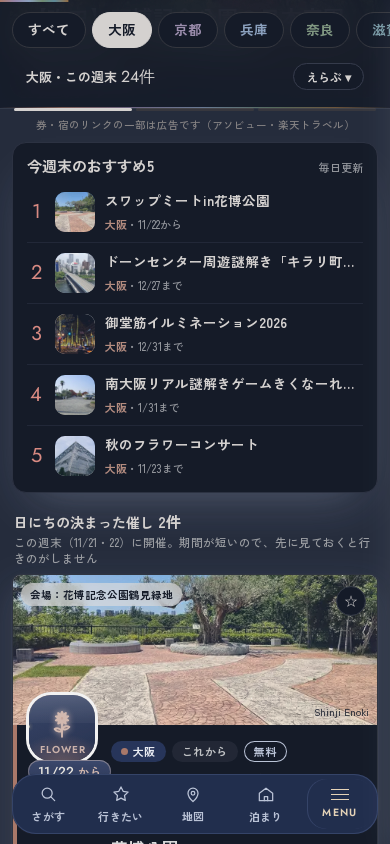 すべて 大阪 京都 兵庫 奈良
大阪・この週末 24件 えらぶ ▾
券・宿のリンクの一部は広告です（アソビュー・楽天トラベル）
今週末のおすすめ5 毎日更新
1 スワップミートin花博公園
大阪・11/22から
2 ドーンセンター周遊謎解き「キラリ町…
大阪・12/27まで
3 御堂筋イルミネーション2026
大阪・12/31まで
4 南大阪リアル謎解きゲームきくなーれ…
大阪・1/31まで
5 秋のフラワーコンサート
大阪・11/23まで
日にちの決まった催し 2件
この週末（11/21・22）に開催。期間が短いので、先に見ておくと行
きのがしません
会場：花博記念公園鶴見緑地 ☆
Shinji Enoki
FLOWER
大阪 これから 無料
11/22 から
さがす 行きたい 地図 泊まり MENU